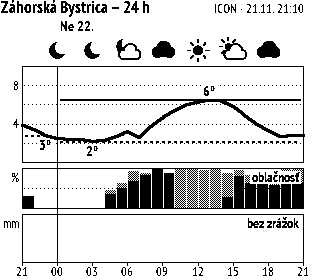 Záhorská Bystrica – 24 h ICON · 21.11. 21:10
Ne 22.
8
6°
4
3°
2°
%
oblačnosť
mm
bez zrážok
21 00 03 06 09 12 15 18 21